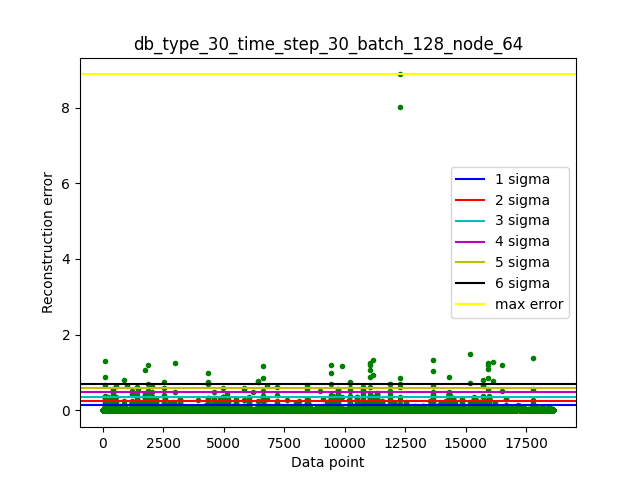 db_type_30_time_step_30_batch_128_node_64
Reconstruction error
8
6
4
2
0
1 sigma
2 sigma
3 sigma
4 sigma
5 sigma
6 sigma
max error
0 2500 5000 7500 10000 12500 15000 17500
Data point